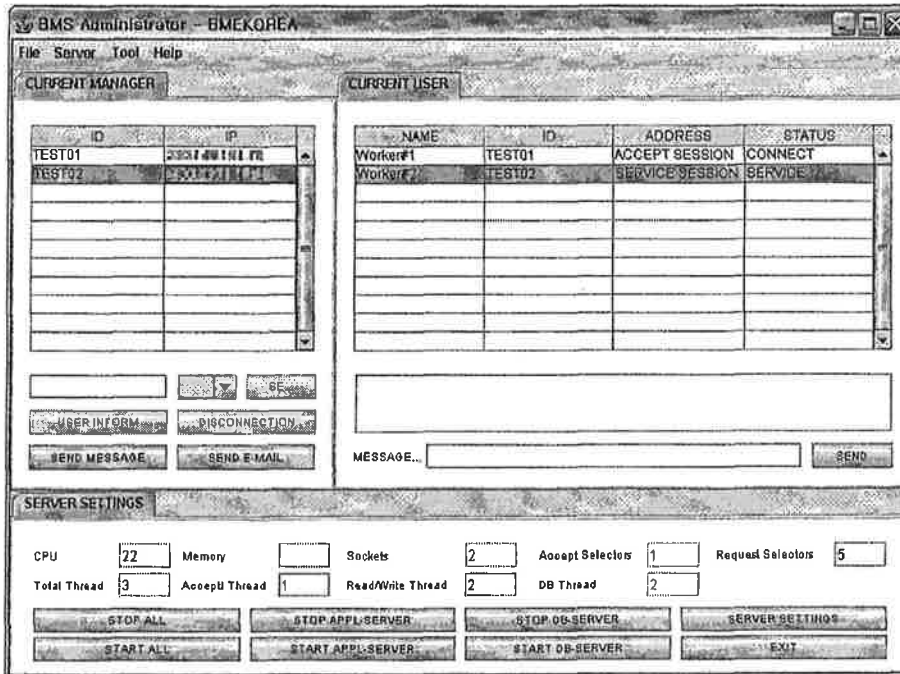 BMS Administrator - BMEKOREA
File Server Tool Help
CURRENT MANAGER
CURRENT USER
ID IP
TEST01
TEST02
NAME ID ADDRESS STATUS
Worker#1 TEST01 ACCEPT SESSION CONNECT
Worker#2 TEST02 SERVICE SESSION SERVICE
SE...
USER INFORM DISCONNECTION
SEND MESSAGE SEND E-MAIL
MESSAGE... SEND
SERVER SETTINGS
CPU 22 Memory Sockets 2 Accept Selectors 1 Request Selectors 5
Total Thread 3 Accept Thread 1 Read/Write Thread 2 DB Thread 2
STOP ALL STOP APPL-SERVER STOP DB-SERVER SERVER SETTINGS
START ALL START APPL-SERVER START DB-SERVER EXIT